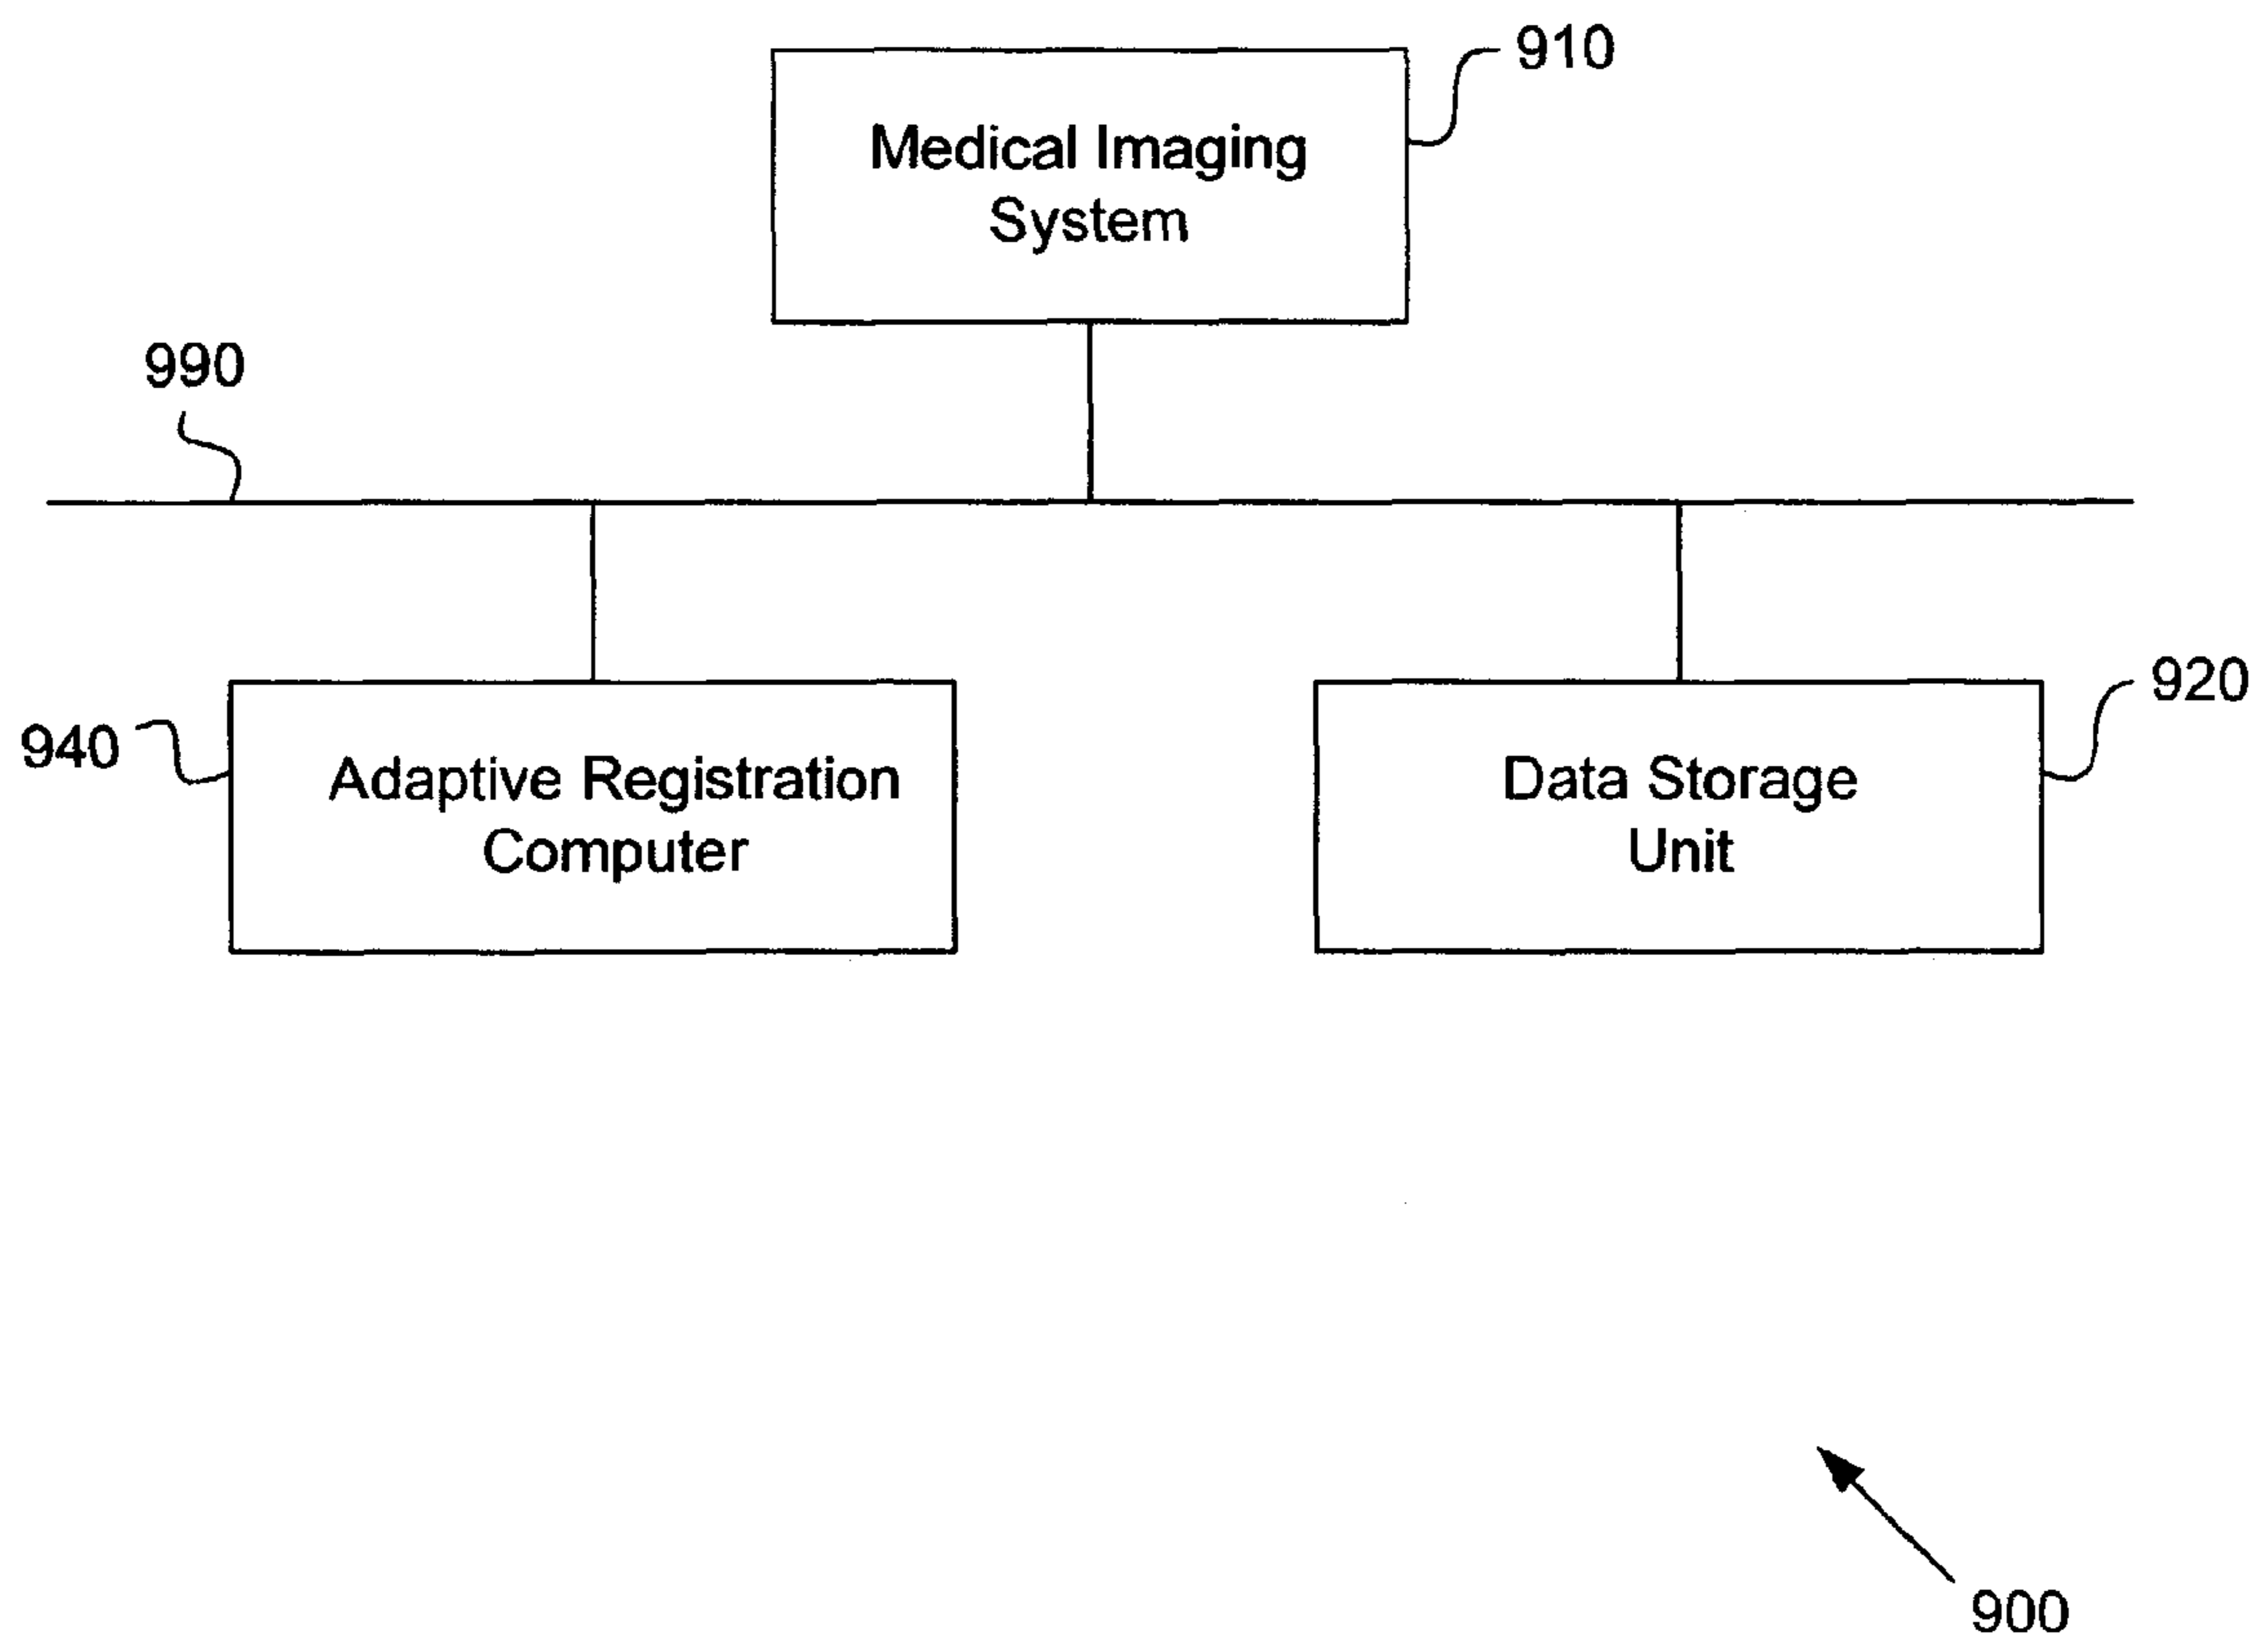 910
Medical Imaging
System
990
920
940
Adaptive Registration
Computer
Data Storage
Unit
900